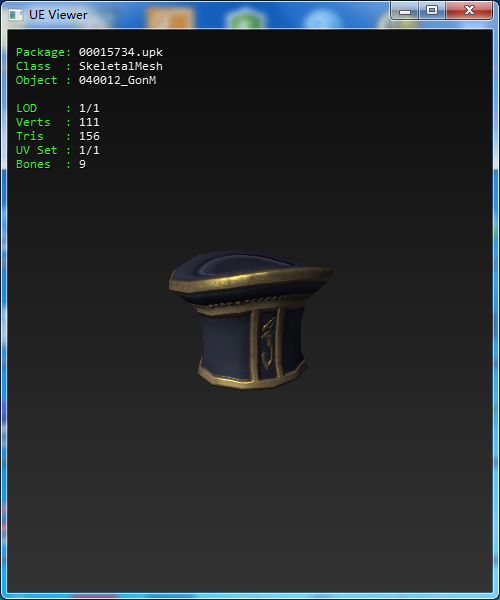 UE Viewer
Package: 00015734.upk
Class : SkeletalMesh
Object : 040012_GonM
LOD : 1/1
Verts : 111
Tris : 156
UV Set : 1/1
Bones : 9